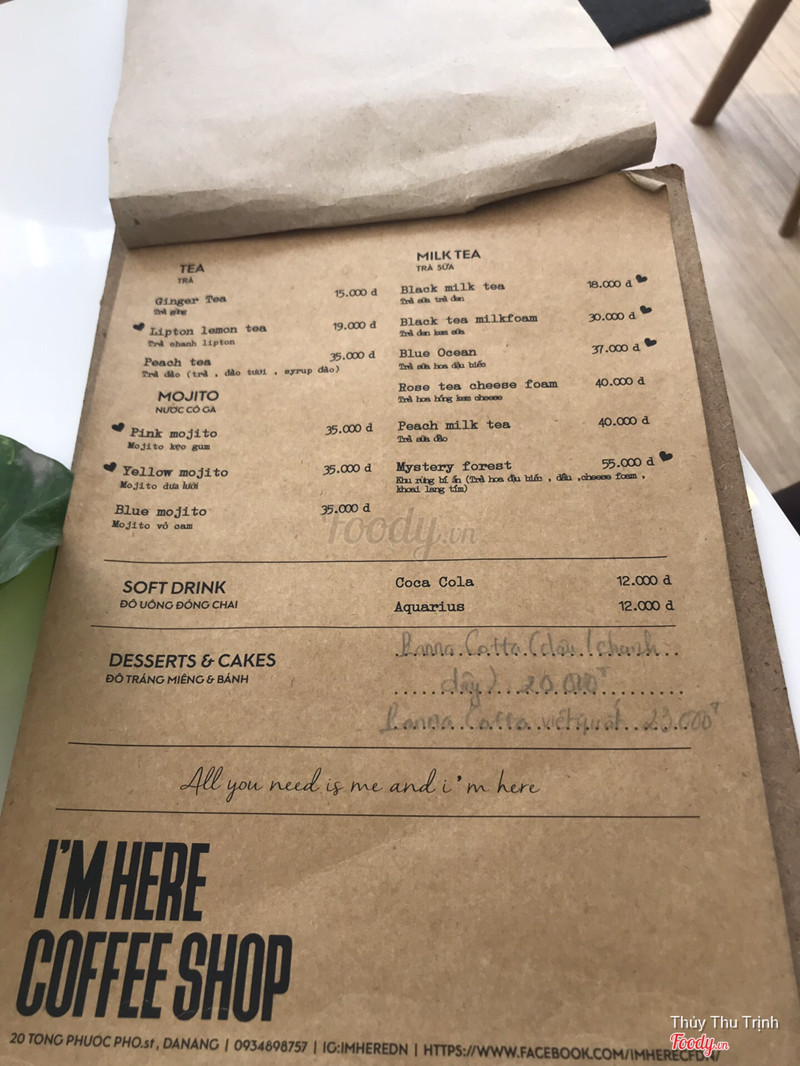 TEA
TRÀ
Ginger Tea 15.000 đ
Trà gừng
Lipton lemon tea 19.000 đ
Trà chanh lipton
Peach tea 35.000 đ
Trà đào (trà , đào tươi , syrup đào)
MOJITO
NƯỚC CÓ GA
Pink mojito 35.000 đ
Mojito kẹo gum
Yellow mojito 35.000 đ
Mojito dưa lưới
Blue mojito 35.000 đ
Mojito vỏ cam
MILK TEA
TRÀ SỮA
Black milk tea 18.000 đ
Trà sữa trà đen
Black tea milkfoam 30.000 đ
Trà đen kem sữa
Blue Ocean 37.000 đ
Trà sữa hoa đậu biếc
Rose tea cheese foam 40.000 đ
Trà hoa hồng kem cheese
Peach milk tea 40.000 đ
Trà sữa đào
Mystery forest 55.000 đ
Khu rừng bí ẩn (Trà hoa đậu biếc , dâu ,cheese foam ,
khoai lang tím)
foody.vn
SOFT DRINK
ĐỒ UỐNG ĐÓNG CHAI
Coca Cola 12.000 đ
Aquarius 12.000 đ
DESSERTS & CAKES
ĐỒ TRÁNG MIỆNG & BÁNH
Panna Cotta (dâu / chanh
dây) 20.000đ
Panna Cotta việt quất 23.000đ
All you need is me and i'm here
I'M HERE
COFFEE SHOP
20 TONG PHUOC PHO.st , DANANG | 0934898757 | IG:IMHEREDN | HTTPS://WWW.FACEBOOK.COM/IMHERECFDN/
Thủy Thu Trịnh
Foody.vn